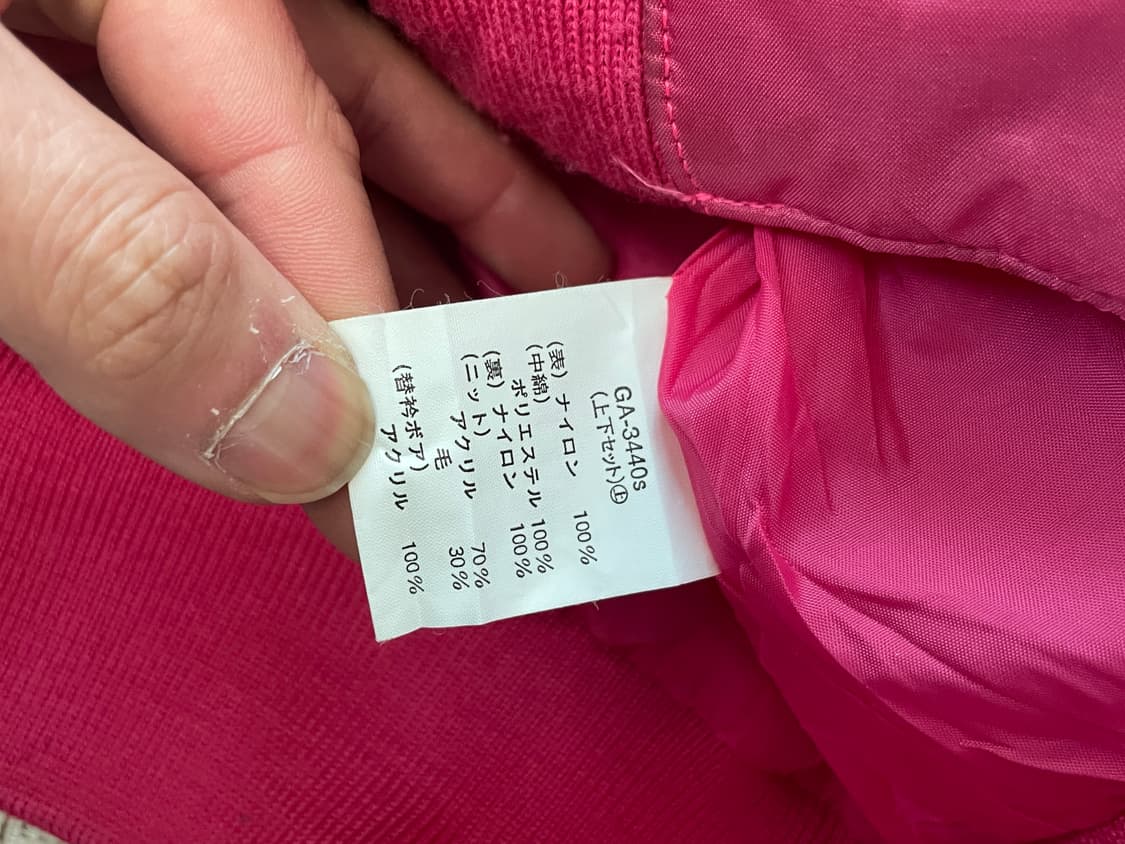 GA-3440s
(上下セット)㊤
(表) ナイロン 100%
(中綿)
ポリエステル 100%
(裏) ナイロン 100%
(ニット)
アクリル 70%
毛 30%
(替衿ボア)
アクリル 100%